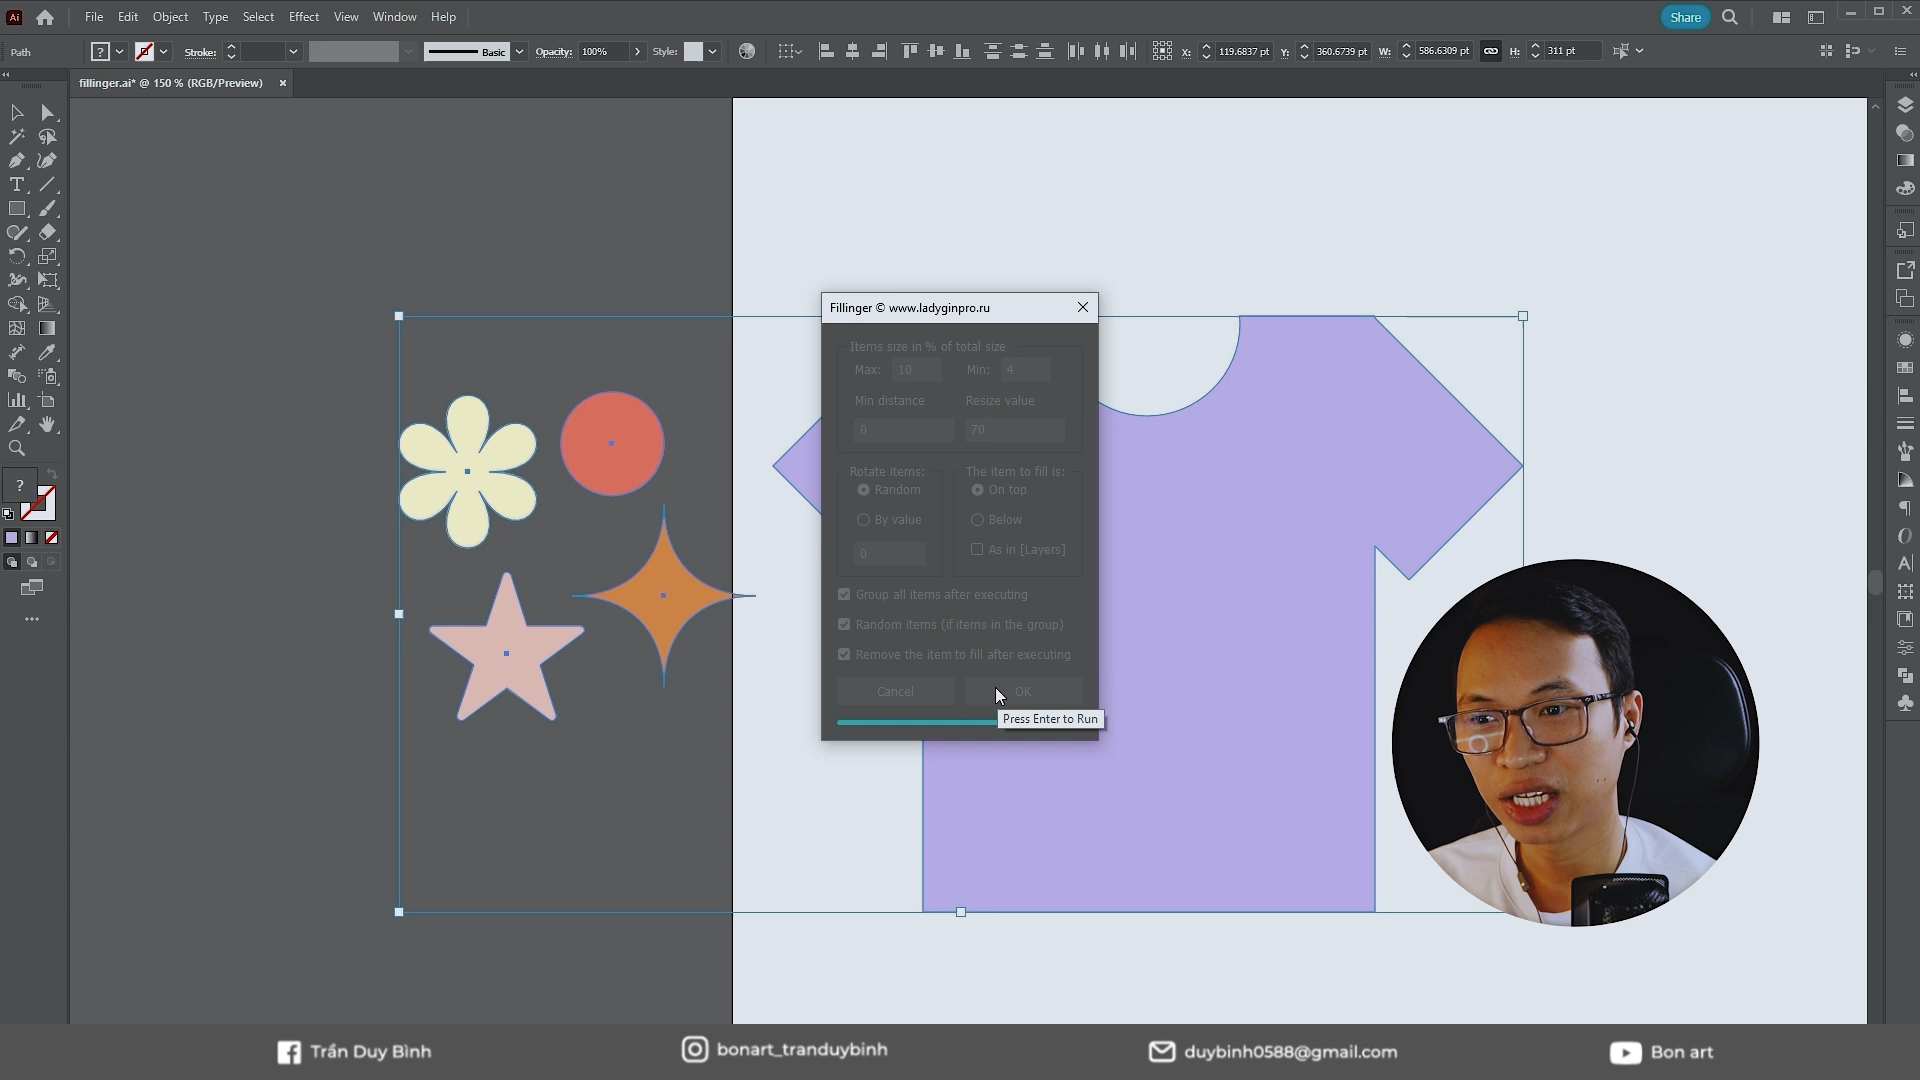 Ai File Edit Object Type Select Effect View Window Help Share
Path ? Stroke: Basic Opacity: 100% Style: X: 119.6837 pt Y: 360.6739 pt W: 586.6309 pt H: 311 pt
fillinger.ai* @ 150 % (RGB/Preview)
Fillinger © www.ladyginpro.ru
Items size in % of total size
Max: 10 Min: 4
Min distance Resize value
0 70
Rotate items: The item to fill is:
Random On top
By value Below
0 As in [Layers]
Group all items after executing
Random items (if items in the group)
Remove the item to fill after executing
Cancel OK
Press Enter to Run
?
Trần Duy Bình bonart_tranduybinh duybinh0588@gmail.com Bon art